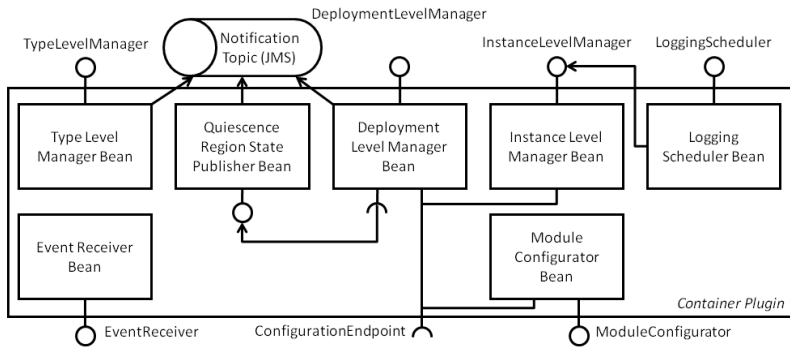 DeploymentLevelManager
TypeLevelManager
Notification
Topic (JMS)
InstanceLevelManager
LoggingScheduler
Type Level
Manager Bean
Quiescence
Region State
Publisher Bean
Deployment
Level Manager
Bean
Instance Level
Manager Bean
Logging
Scheduler Bean
Event Receiver
Bean
Module
Configurator
Bean
Container Plugin
EventReceiver
ConfigurationEndpoint
ModuleConfigurator